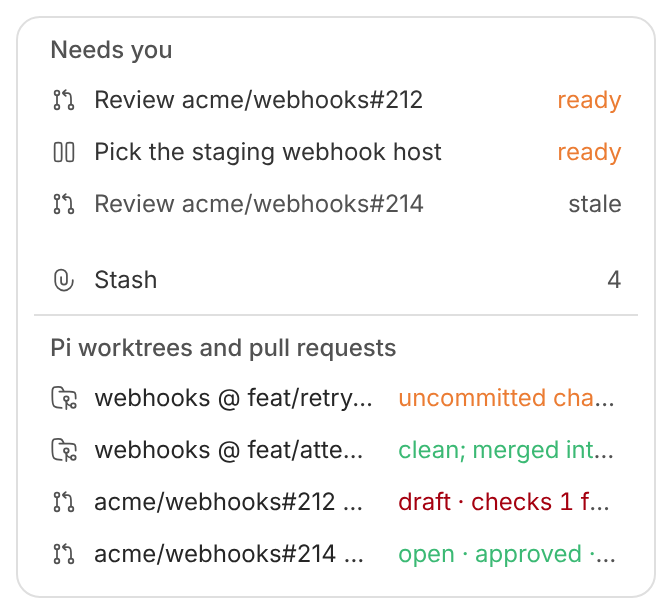 Needs you
Review acme/webhooks#212 ready
Pick the staging webhook host ready
Review acme/webhooks#214 stale
Stash 4
Pi worktrees and pull requests
webhooks @ feat/retry... uncommitted cha...
webhooks @ feat/atte... clean; merged int...
acme/webhooks#212 ... draft · checks 1 f...
acme/webhooks#214 ... open · approved ·...